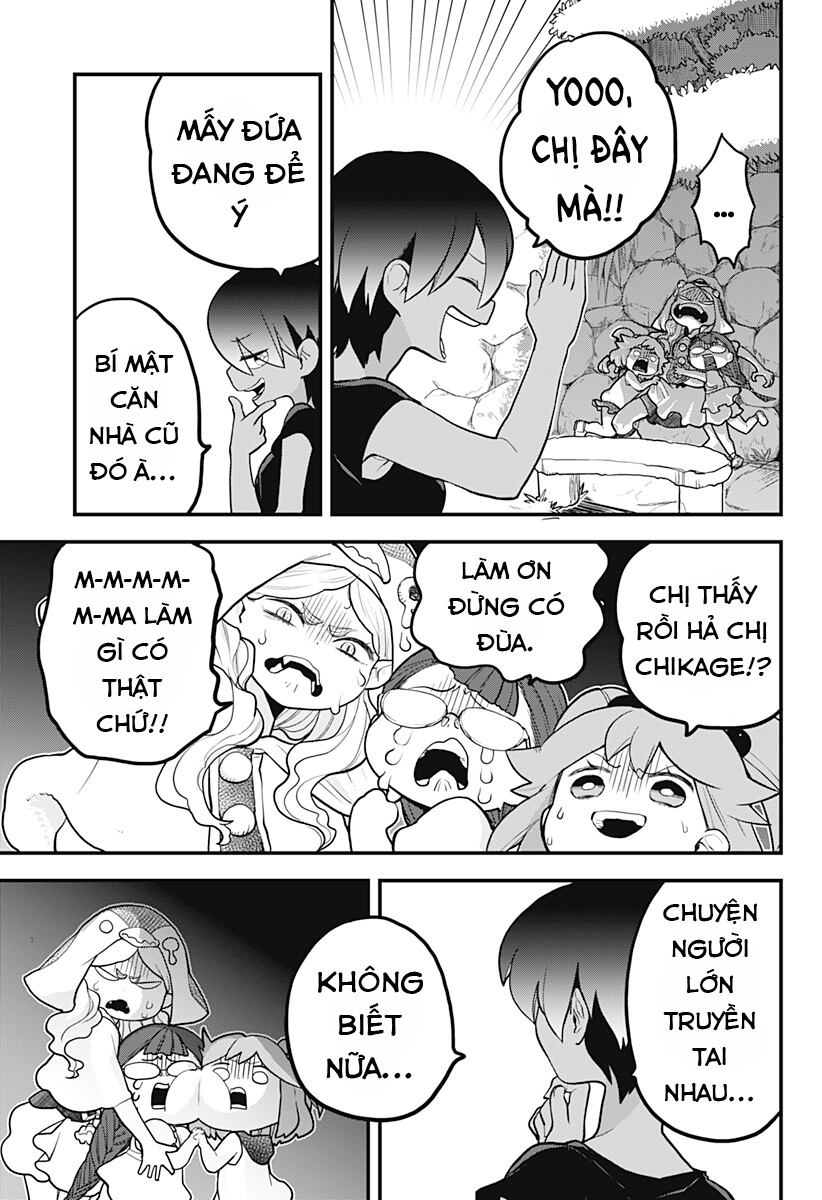 YOOO,
CHỊ ĐÂY
MÀ!!
...
MẤY ĐỨA
ĐANG ĐỂ
Ý
BÍ MẬT
CĂN
NHÀ CŨ
ĐÓ À...
CHỊ THẤY
RỒI HẢ CHỊ
CHIKAGE!?
LÀM ƠN
ĐỪNG CÓ
ĐÙA.
M-M-M-M-
M-MA LÀM
GÌ CÓ
THẬT
CHỨ!!
CHUYỆN
NGƯỜI
LỚN
TRUYỀN
TAI
NHAU...
KHÔNG
BIẾT
NỮA...